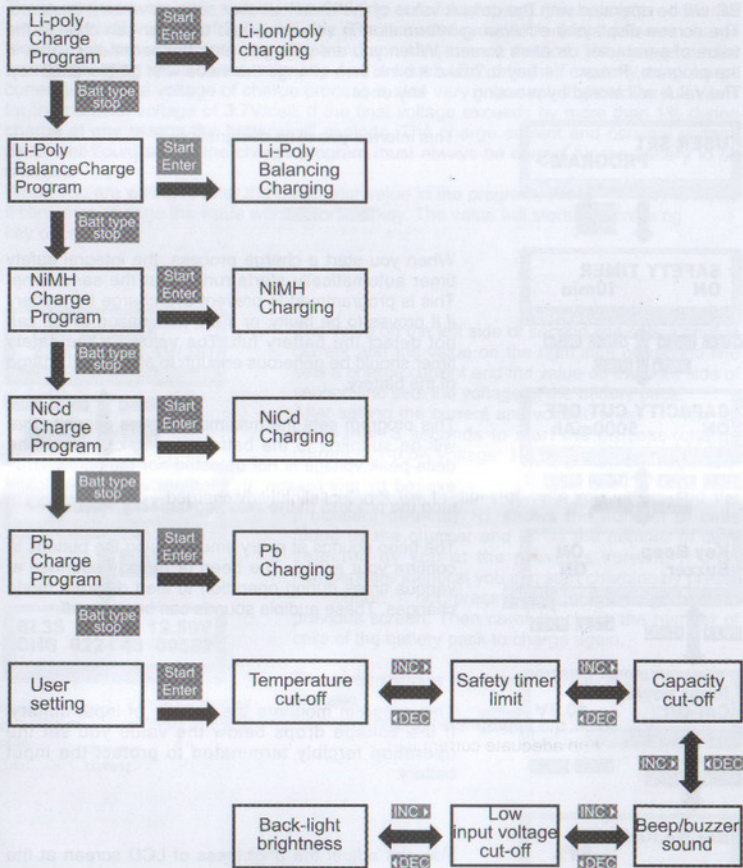 Li-poly
Charge
Program
Start
Enter
Li-Ion/poly
charging
Batt type
stop
Li-Poly
BalanceCharge
Program
Start
Enter
Li-Poly
Balancing
Charging
Batt type
stop
NiMH
Charge
Program
Start
Enter
NiMH
Charging
Batt type
stop
NiCd
Charge
Program
Start
Enter
NiCd
Charging
Batt type
stop
Pb
Charge
Program
Start
Enter
Pb
Charging
Batt type
stop
User
setting
Start
Enter
Temperature
cut-off
INC▶
◀DEC
Safety timer
limit
INC▶
◀DEC
Capacity
cut-off
INC▶ ◀DEC
Back-light
brightness
INC▶
◀DEC
Low
input voltage
cut-off
INC▶
◀DEC
Beep/buzzer
sound